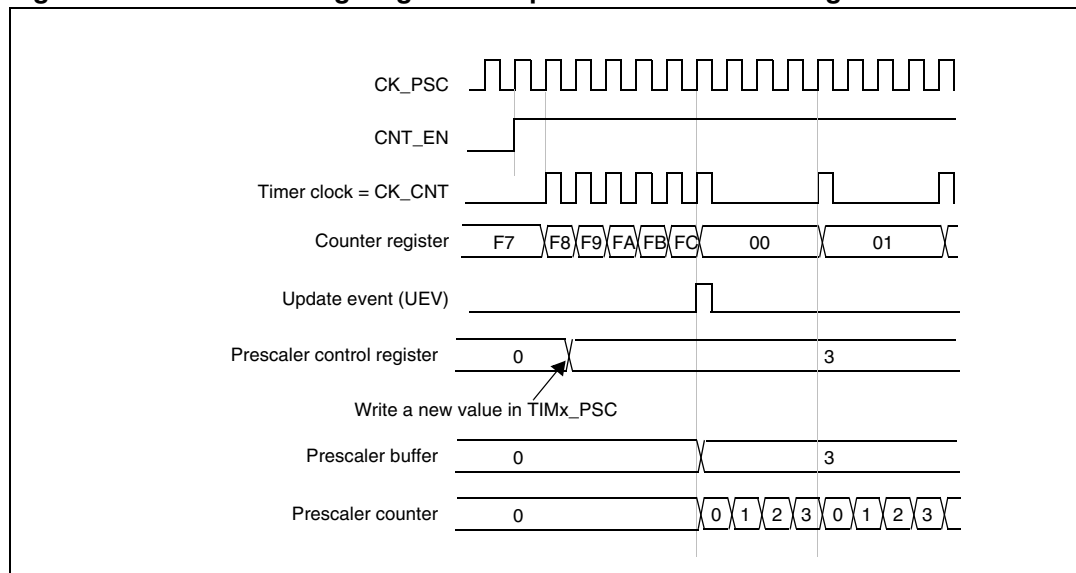 CK_PSC
CNT_EN
Timer clock = CK_CNT
Counter register F7 F8 F9 FA FB FC 00 01
Update event (UEV)
Prescaler control register 0 3
Write a new value in TIMx_PSC
Prescaler buffer 0 3
Prescaler counter 0 0 1 2 3 0 1 2 3